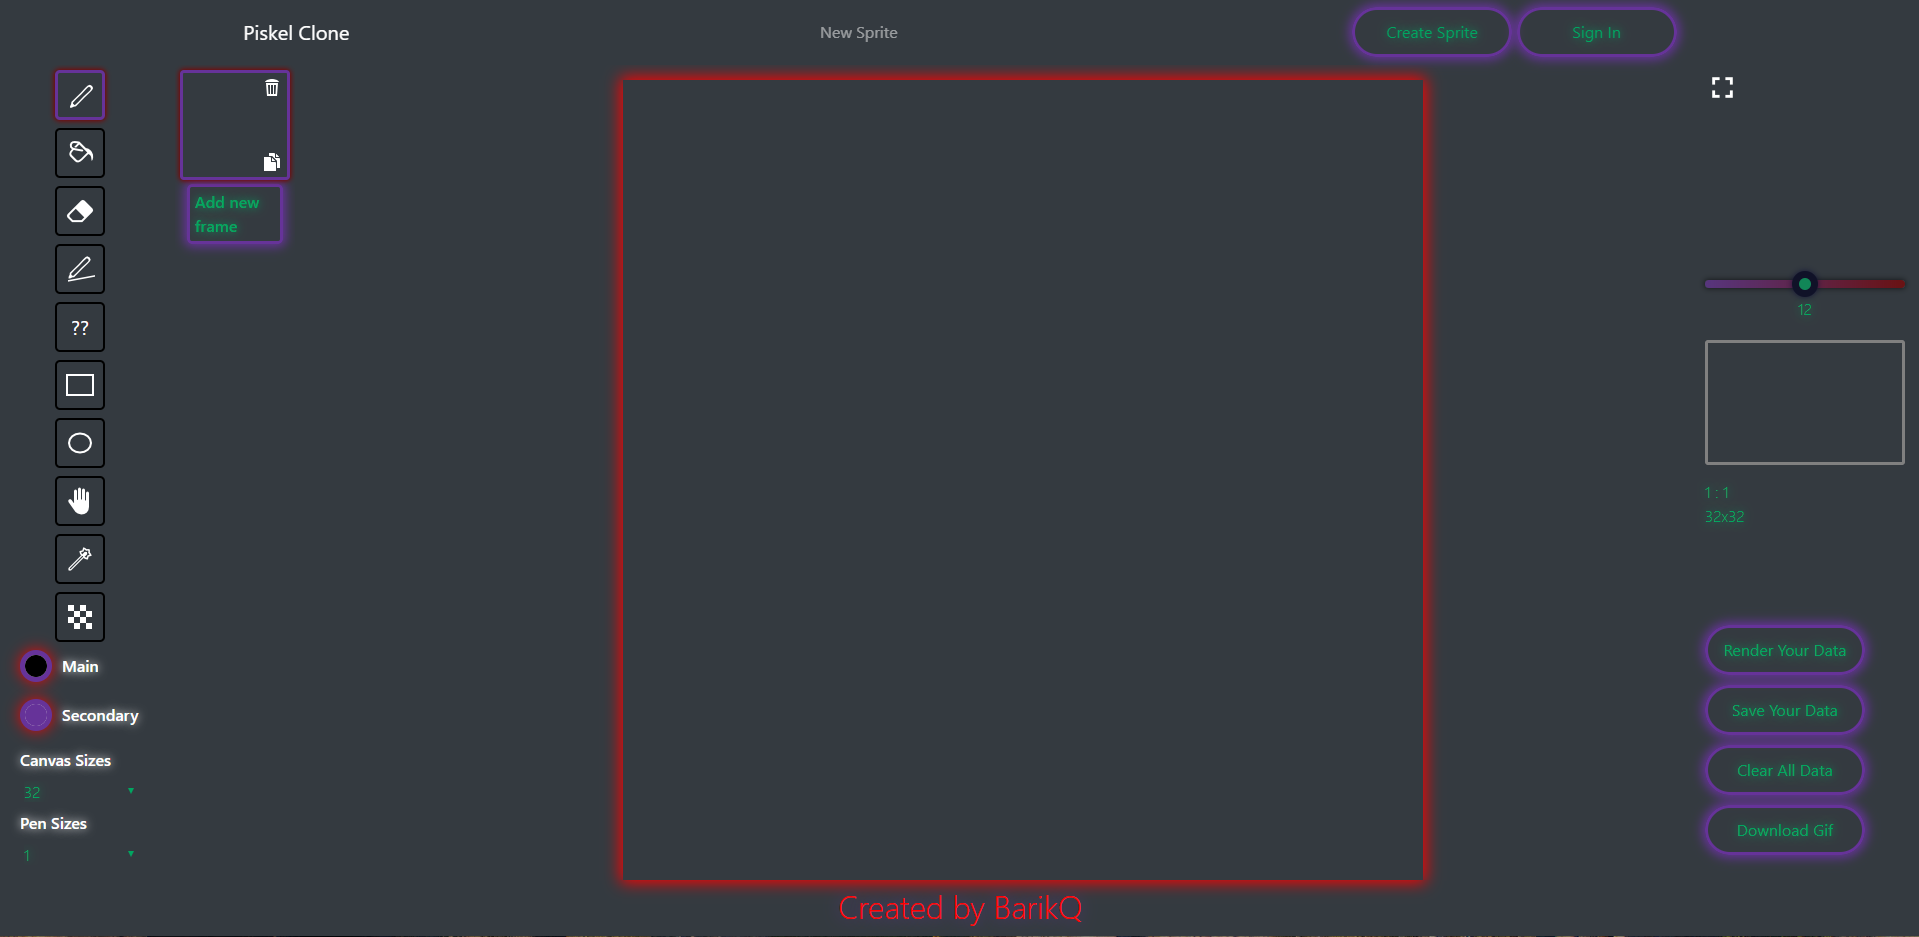 Piskel Clone
New Sprite
Create Sprite
Sign In
Add new
frame
??
Main
Secondary
Canvas Sizes
32
Pen Sizes
1
12
1 : 1
32x32
Render Your Data
Save Your Data
Clear All Data
Download Gif
Created by BarikQ